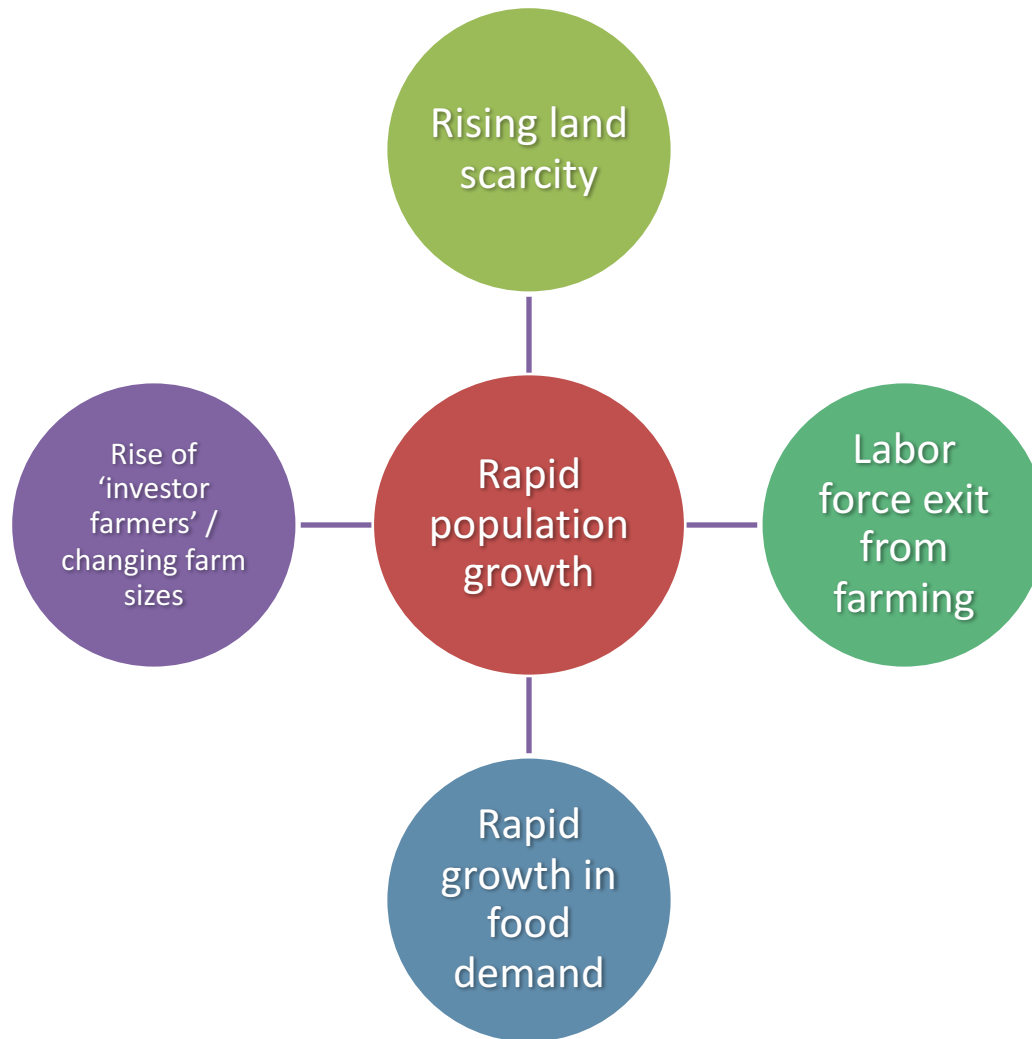 Rising land
scarcity
Rise of
‘investor
farmers’ /
changing farm
sizes
Rapid
population
growth
Labor
force exit
from
farming
Rapid
growth in
food
demand